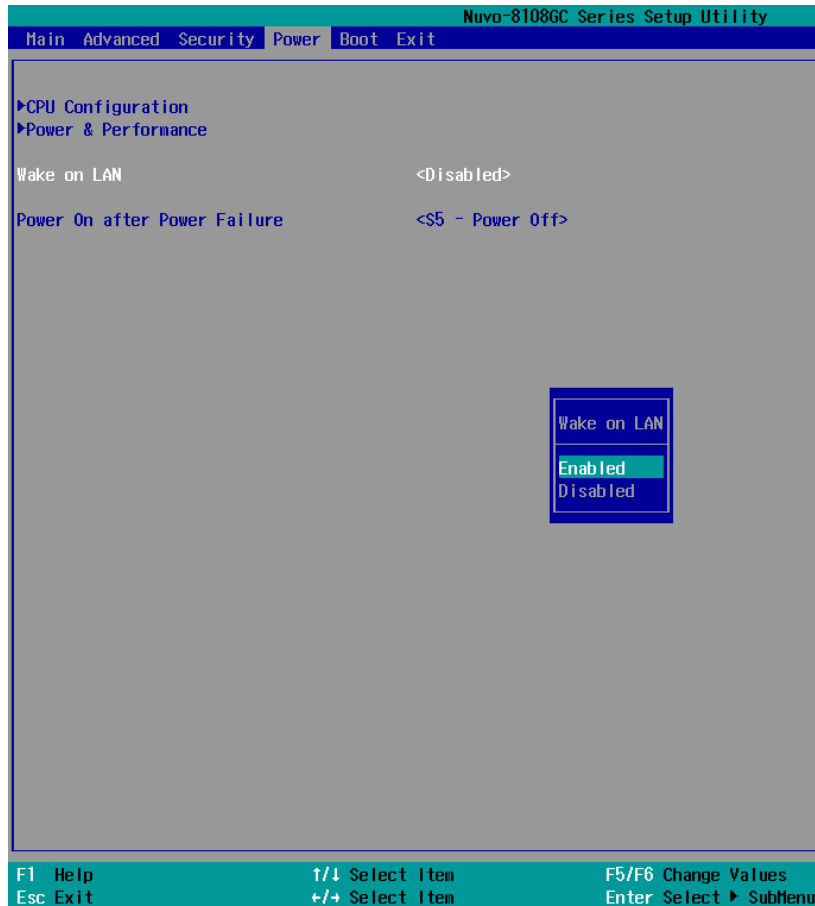 Nuvo-8108GC Series Setup Utility
Main Advanced Security Power Boot Exit
▶CPU Configuration
▶Power & Performance
Wake on LAN <Disabled>
Power On after Power Failure <S5 - Power Off>
Wake on LAN
Enabled
Disabled
F1 Help ↑/↓ Select Item F5/F6 Change Values
Esc Exit ←/→ Select Item Enter Select ▶ SubMenu